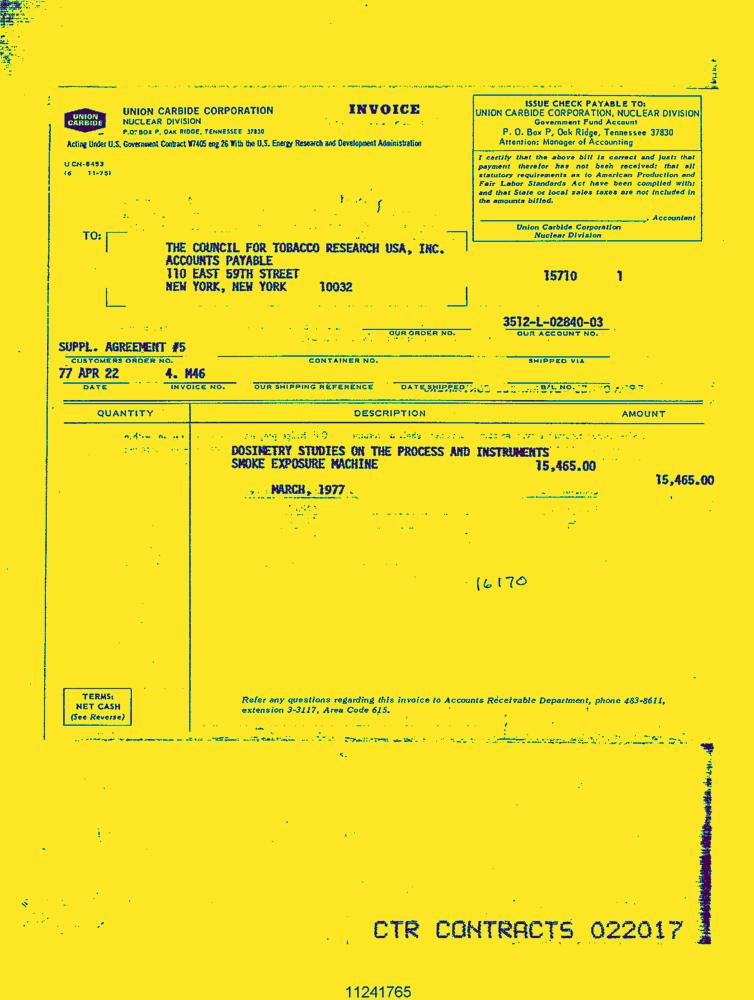 UNION CARBIDE
UNION CARBIDE CORPORATION
NUCLEAR DIVISION
P.O. BOX P, OAK RIDGE, TENNESSEE 37830
INVOICE
Acting Under U.S. Government Contract W7405 eng 26 With the U.S. Energy Research and Development Administration
UCN-8453
(6 11-75)
ISSUE CHECK PAYABLE TO:
UNION CARBIDE CORPORATION, NUCLEAR DIVISION
Government Fund Account
P. O. Box P, Oak Ridge, Tennessee 37830
Attention: Manager of Accounting
I certify that the above bill is correct and just; that
payment therefor has not been received; that all
statutory requirements as to American Production and
Fair Labor Standards Act have been complied with;
and that State or local sales taxes are not included in
the amounts billed.
, Accountant
Union Carbide Corporation
Nuclear Division
TO:
THE COUNCIL FOR TOBACCO RESEARCH USA, INC.
ACCOUNTS PAYABLE
110 EAST 59TH STREET
NEW YORK, NEW YORK 10032
15710 1
3512-L-02840-03
OUR ORDER NO. OUR ACCOUNT NO.
SUPPL. AGREEMENT #5
CUSTOMERS ORDER NO. CONTAINER NO. SHIPPED VIA
77 APR 22 4. M46
DATE INVOICE NO. OUR SHIPPING REFERENCE DATE SHIPPED B/L NO.
QUANTITY DESCRIPTION AMOUNT
DOSIMETRY STUDIES ON THE PROCESS AND INSTRUMENTS
SMOKE EXPOSURE MACHINE 15,465.00
15,465.00
MARCH, 1977
16170
TERMS:
NET CASH
(See Reverse)
Refer any questions regarding this invoice to Accounts Receivable Department, phone 483-8611,
extension 3-3117, Area Code 615.
CTR CONTRACTS 022017
11241765